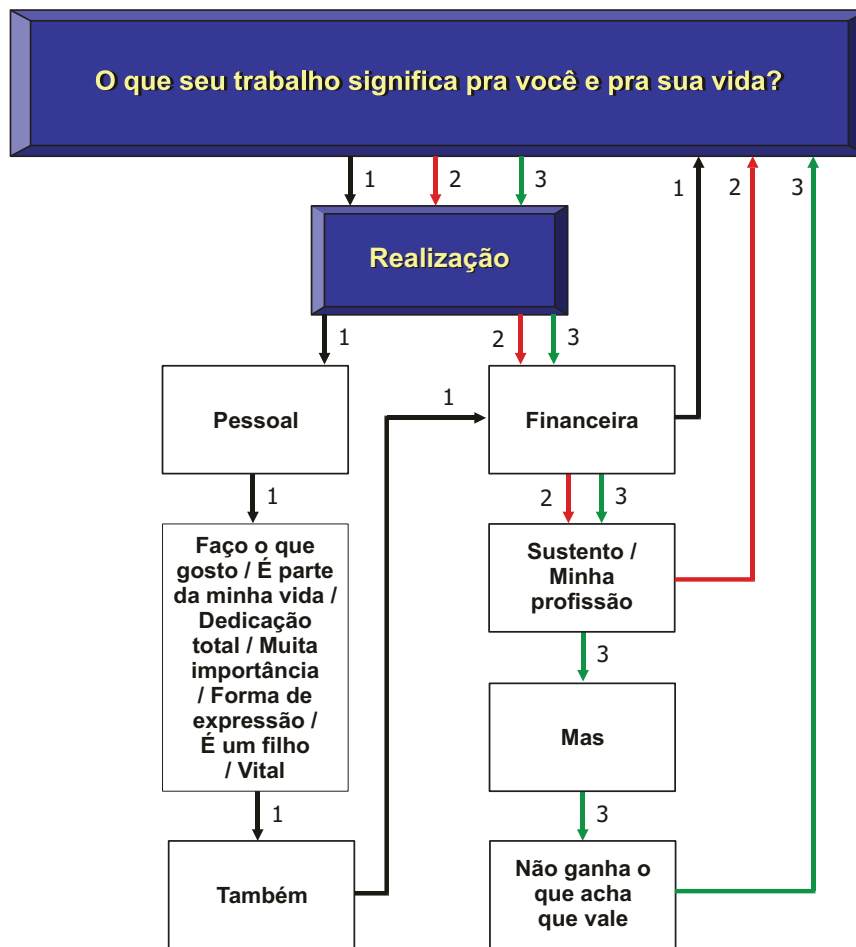 O que seu trabalho significa pra você e pra sua vida?
1
2
3
1
2
3
Realização
1
2
3
1
Pessoal
Financeira
1
2
3
Faço o que
gosto / É parte
da minha vida /
Dedicação
total / Muita
importância
/ Forma de
expressão /
É um filho
/ Vital
Sustento /
Minha
profissão
3
Mas
1
3
Também
Não ganha o
que acha
que vale